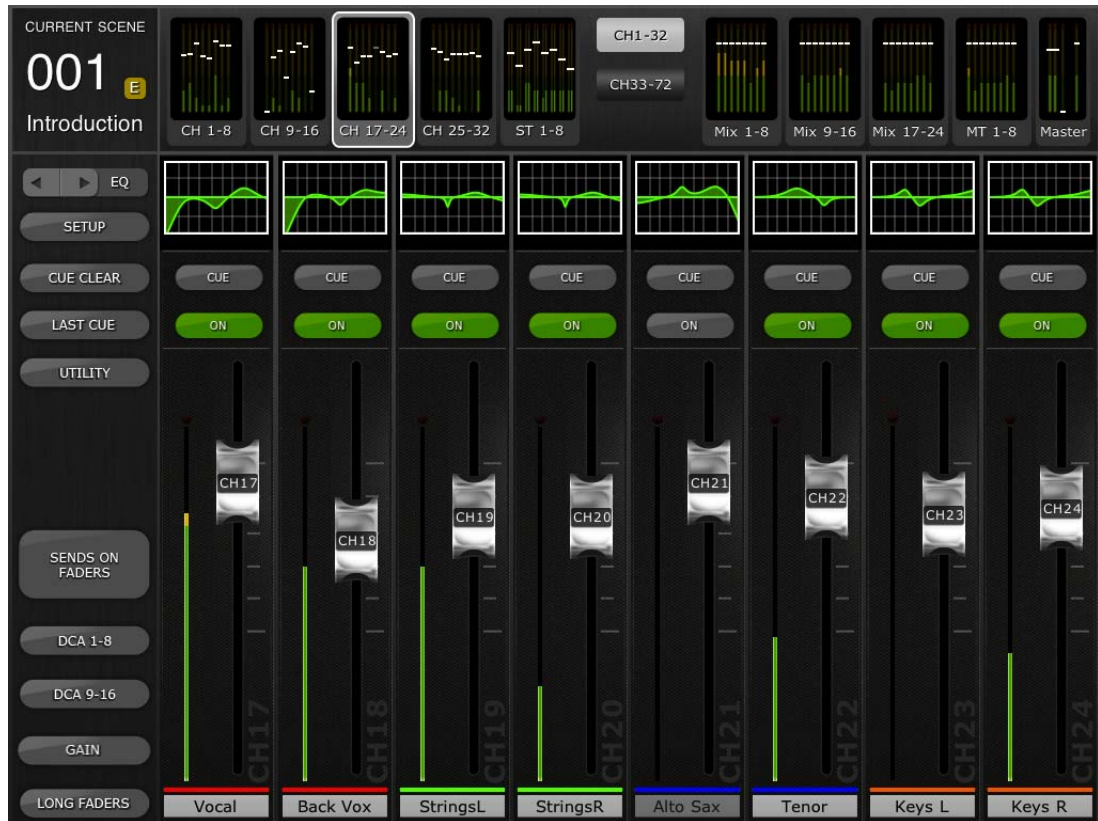 CURRENT SCENE
001 E
Introduction
CH 1-8
CH 9-16
CH 17-24
CH 25-32
ST 1-8
CH1-32
CH33-72
Mix 1-8
Mix 9-16
Mix 17-24
MT 1-8
Master
EQ
SETUP
CUE CLEAR
LAST CUE
UTILITY
SENDS ON
FADERS
DCA 1-8
DCA 9-16
GAIN
LONG FADERS
CUE
CUE
CUE
CUE
CUE
CUE
CUE
CUE
ON
ON
ON
ON
ON
ON
ON
ON
CH17
CH18
CH19
CH20
CH21
CH22
CH23
CH24
CH17
CH18
CH19
CH20
CH21
CH22
CH23
CH24
Vocal
Back Vox
StringsL
StringsR
Alto Sax
Tenor
Keys L
Keys R